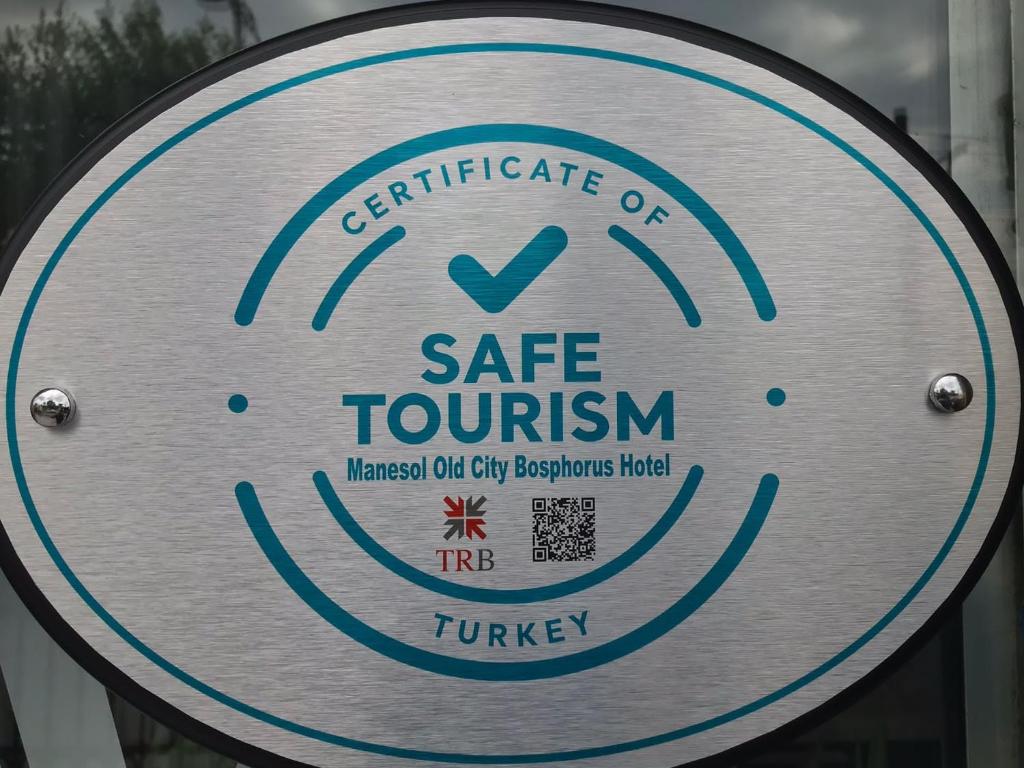 CERTIFICATE OF
SAFE
TOURISM
Manesol Old City Bosphorus Hotel
TRB
TURKEY